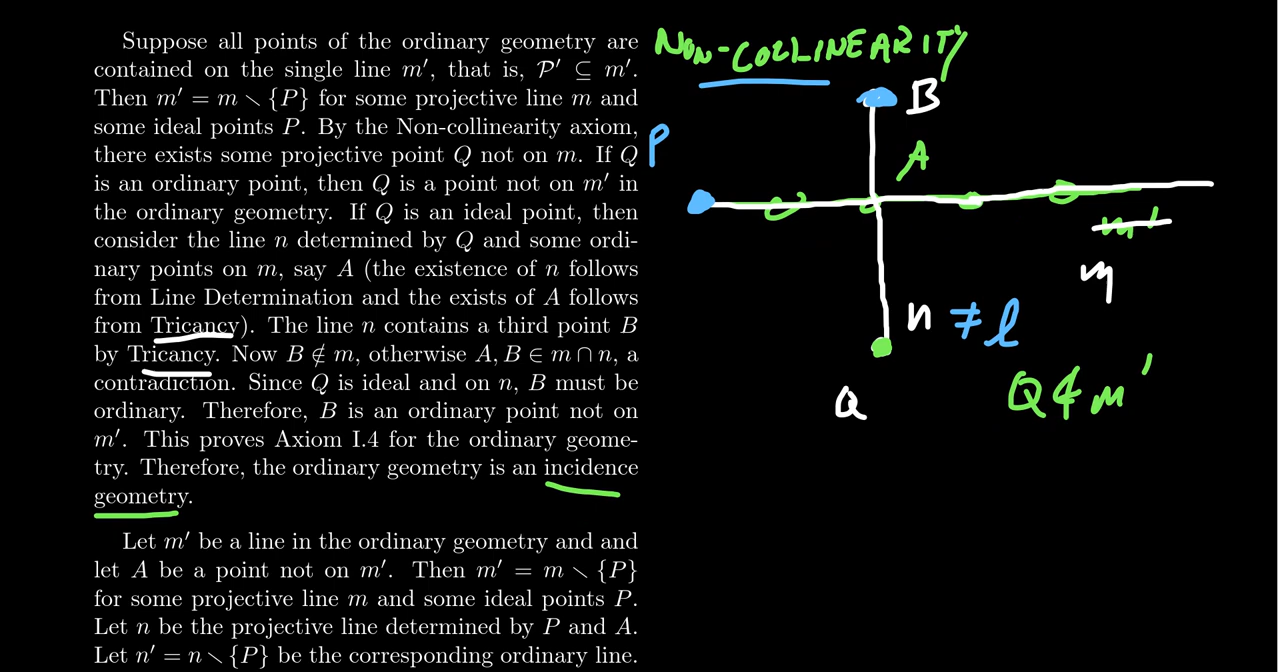 Suppose all points of the ordinary geometry are
contained on the single line m′, that is, 𝒫′ ⊆ m′.
Then m′ = m ∖ {P} for some projective line m and
some ideal points P. By the Non-collinearity axiom,
there exists some projective point Q not on m. If Q
is an ordinary point, then Q is a point not on m′ in
the ordinary geometry. If Q is an ideal point, then
consider the line n determined by Q and some ordi-
nary points on m, say A (the existence of n follows
from Line Determination and the exists of A follows
from Tricancy). The line n contains a third point B
by Tricancy. Now B ∉ m, otherwise A, B ∈ m ∩ n, a
contradiction. Since Q is ideal and on n, B must be
ordinary. Therefore, B is an ordinary point not on
m′. This proves Axiom I.4 for the ordinary geome-
try. Therefore, the ordinary geometry is an incidence
geometry.
Let m′ be a line in the ordinary geometry and and
let A be a point not on m′. Then m′ = m ∖ {P}
for some projective line m and some ideal points P.
Let n be the projective line determined by P and A.
Let n′ = n ∖ {P} be the corresponding ordinary line.
NON-COLLINEARITY
B
P
A
m′
m
n ≠ l
Q
Q ∉ m′